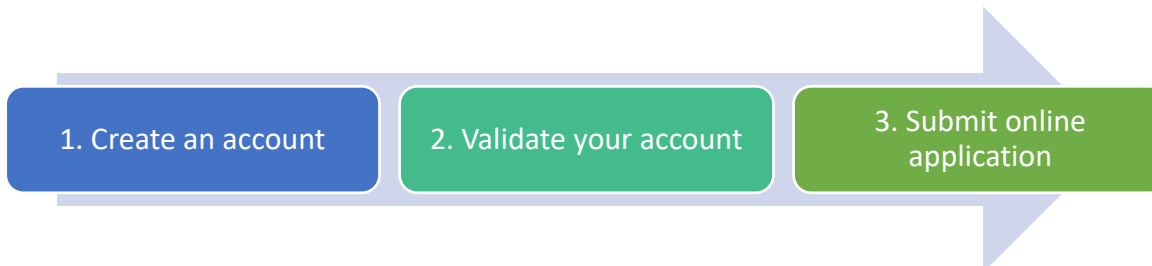 1. Create an account
2. Validate your account
3. Submit online
application